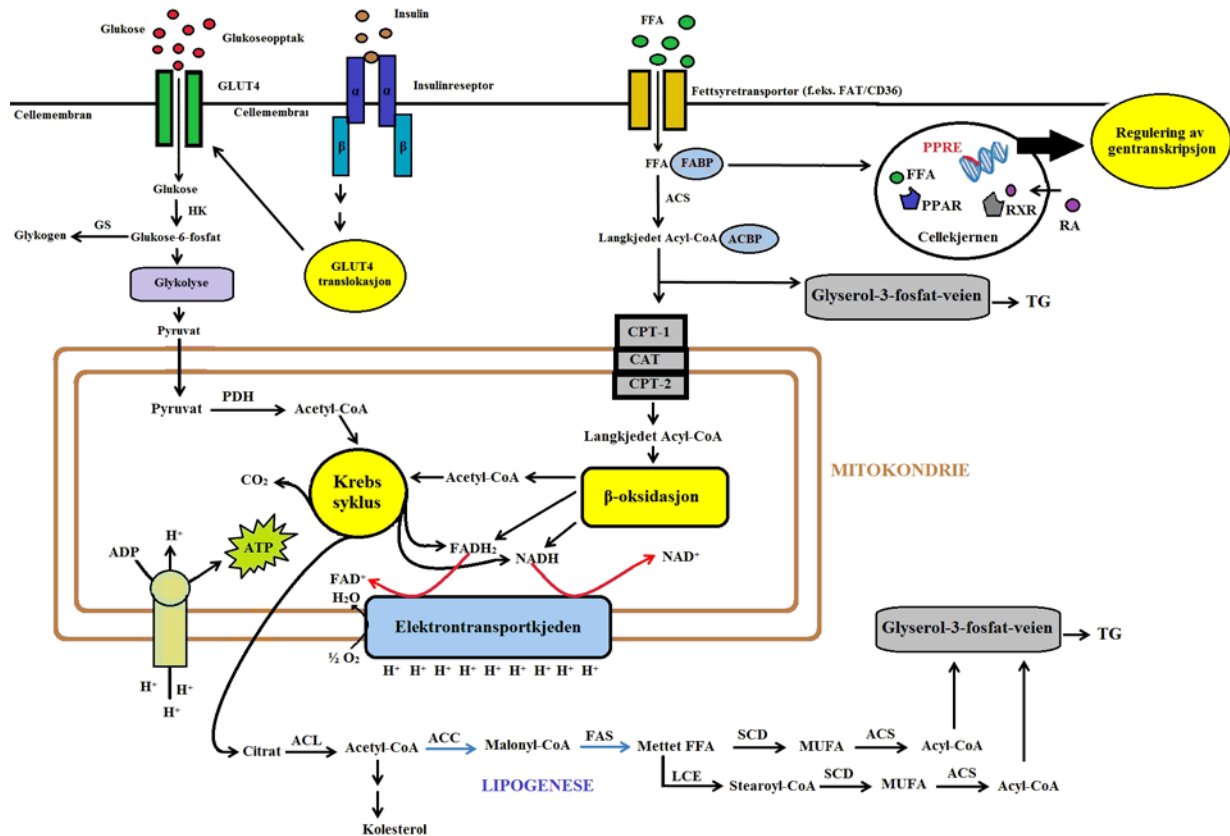 Glukose
Glukoseopptak
Insulin
FFA
GLUT4
Insulinreseptor
Fettsyretransportor (f.eks. FAT/CD36)
Cellemembran
Cellemembran
α
α
β
β
Regulering av
gentranskripsjon
PPRE
FFA
PPAR
RXR
RA
Cellekjernen
FFA
FABP
ACS
Langkjedet Acyl-CoA
ACBP
Glukose
HK
Glykogen
GS
Glukose-6-fosfat
GLUT4
translokasjon
Glykolyse
Glyserol-3-fosfat-veien
TG
Pyruvat
CPT-1
CAT
CPT-2
Pyruvat
PDH
Acetyl-CoA
Langkjedet Acyl-CoA
MITOKONDRIE
Krebs
syklus
Acetyl-CoA
β-oksidasjon
CO₂
ADP
H⁺
ATP
FADH₂
NADH
NAD⁺
FAD⁺
H₂O
Elektrontransportkjeden
½ O₂
H⁺ H⁺ H⁺ H⁺ H⁺ H⁺ H⁺ H⁺
H⁺
H⁺
H⁺
Glyserol-3-fosfat-veien
TG
Citrat
ACL
Acetyl-CoA
ACC
Malonyl-CoA
FAS
Mettet FFA
SCD
MUFA
ACS
Acyl-CoA
LCE
Stearoyl-CoA
SCD
MUFA
ACS
Acyl-CoA
LIPOGENESE
Kolesterol